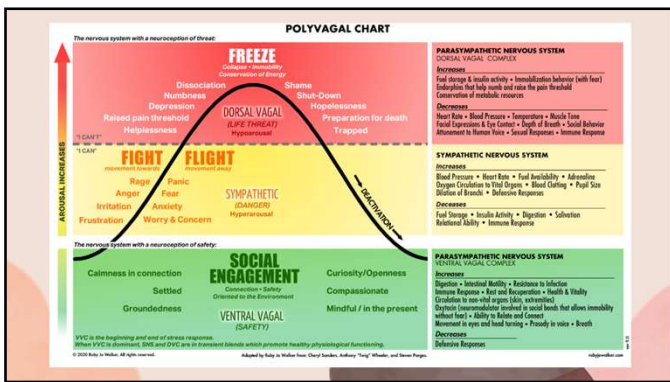 POLYVAGAL CHART
The nervous system with a neuroception of threat:
FREEZE
Collapse • Immobility
Conservation of Energy
Dissociation
Numbness
Depression
Raised pain threshold
Helplessness
Shame
Shut-Down
Hopelessness
Preparation for death
Trapped
DORSAL VAGAL
(LIFE THREAT)
Hypoarousal
"I CAN'T"
"I CAN"
FIGHT
movement towards
FLIGHT
movement away
Rage
Anger
Irritation
Frustration
Panic
Fear
Anxiety
Worry & Concern
SYMPATHETIC
(DANGER)
Hyperarousal
DEACTIVATION
AROUSAL INCREASES
The nervous system with a neuroception of safety:
SOCIAL
ENGAGEMENT
Connection • Safety
Oriented to the Environment
Calmness in connection
Settled
Groundedness
Curiosity/Openness
Compassionate
Mindful / in the present
VENTRAL VAGAL
(SAFETY)
VVC is the beginning and end of stress response.
When VVC is dominant, SNS and DVC are in transient blends which promote healthy physiological functioning.
PARASYMPATHETIC NERVOUS SYSTEM
DORSAL VAGAL COMPLEX
Increases
Fuel storage & insulin activity • Immobilization behavior (with fear)
Endorphins that help numb and raise the pain threshold
Conservation of metabolic resources
Decreases
Heart Rate • Blood Pressure • Temperature • Muscle Tone
Facial Expressions & Eye Contact • Depth of Breath • Social Behavior
Attunement to Human Voice • Sexual Responses • Immune Response
SYMPATHETIC NERVOUS SYSTEM
Increases
Blood Pressure • Heart Rate • Fuel Availability • Adrenaline
Oxygen Circulation to Vital Organs • Blood Clotting • Pupil Size
Dilation of Bronchi • Defensive Responses
Decreases
Fuel Storage • Insulin Activity • Digestion • Salivation
Relational Ability • Immune Response
PARASYMPATHETIC NERVOUS SYSTEM
VENTRAL VAGAL COMPLEX
Increases
Digestion • Intestinal Motility • Resistance to Infection
Immune Response • Rest and Recuperation • Health & Vitality
Circulation to non-vital organs (skin, extremities)
Oxytocin (neuromodulator involved in social bonds that allows immobility
without fear) • Ability to Relate and Connect
Movement in eyes and head turning • Prosody in voice • Breath
Decreases
Defensive Responses
© 2020 Ruby Jo Walker. All rights reserved.
Adapted by Ruby Jo Walker from: Cheryl Sanders, Anthony "Twig" Wheeler, and Steven Porges
rubyjowalker.com